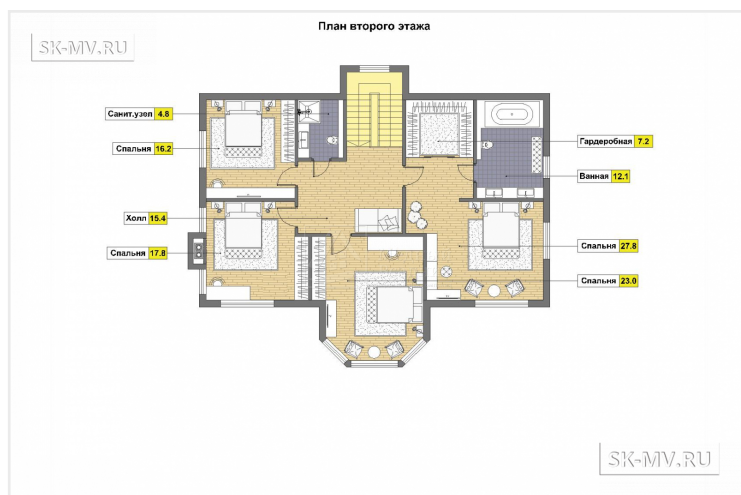 План второго этажа
SK-MV.RU
Санит.узел 4.8
Спальня 16.2
Холл 15.4
Спальня 17.8
Гардеробная 7.2
Ванная 12.1
Спальня 27.8
Спальня 23.0
SK-MV.RU